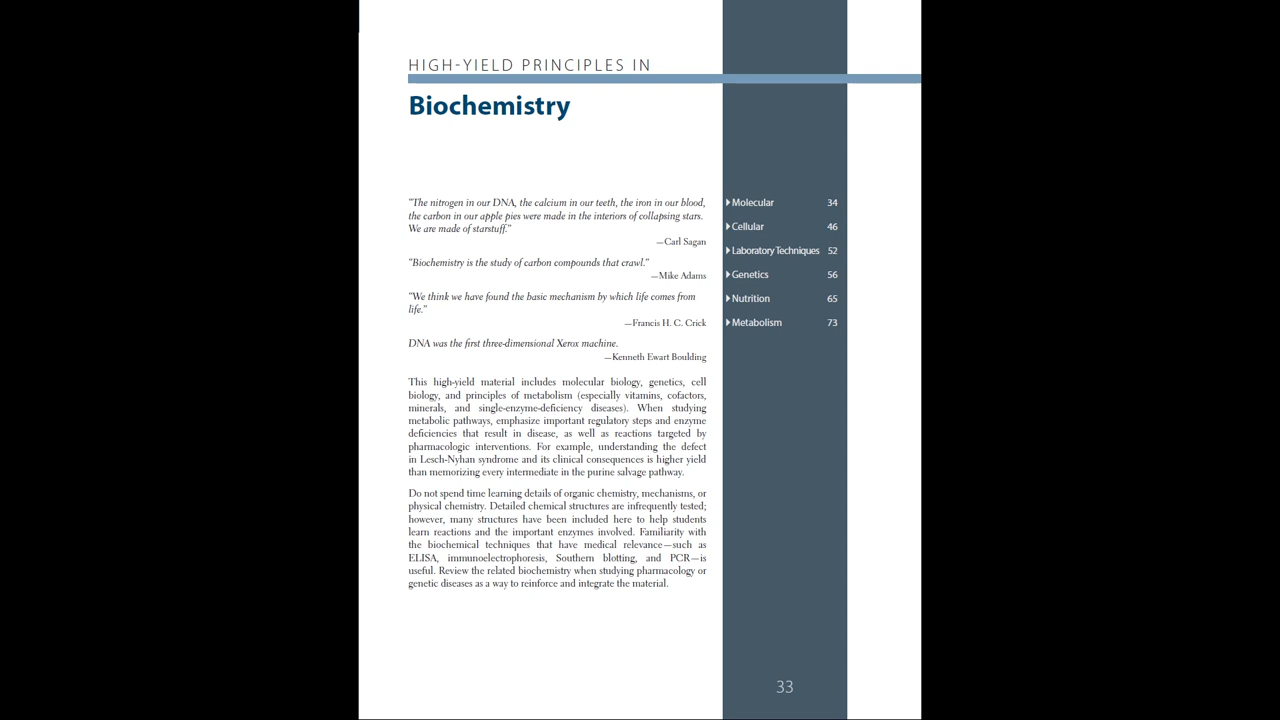 HIGH-YIELD PRINCIPLES IN
Biochemistry
"The nitrogen in our DNA, the calcium in our teeth, the iron in our blood,
the carbon in our apple pies were made in the interiors of collapsing stars.
We are made of starstuff."
—Carl Sagan
"Biochemistry is the study of carbon compounds that crawl."
—Mike Adams
"We think we have found the basic mechanism by which life comes from
life."
—Francis H. C. Crick
DNA was the first three-dimensional Xerox machine.
—Kenneth Ewart Boulding
This high-yield material includes molecular biology, genetics, cell
biology, and principles of metabolism (especially vitamins, cofactors,
minerals, and single-enzyme-deficiency diseases). When studying
metabolic pathways, emphasize important regulatory steps and enzyme
deficiencies that result in disease, as well as reactions targeted by
pharmacologic interventions. For example, understanding the defect
in Lesch-Nyhan syndrome and its clinical consequences is higher yield
than memorizing every intermediate in the purine salvage pathway.
Do not spend time learning details of organic chemistry, mechanisms, or
physical chemistry. Detailed chemical structures are infrequently tested;
however, many structures have been included here to help students
learn reactions and the important enzymes involved. Familiarity with
the biochemical techniques that have medical relevance—such as
ELISA, immunoelectrophoresis, Southern blotting, and PCR—is
useful. Review the related biochemistry when studying pharmacology or
genetic diseases as a way to reinforce and integrate the material.
Molecular 34
Cellular 46
Laboratory Techniques 52
Genetics 56
Nutrition 65
Metabolism 73
33